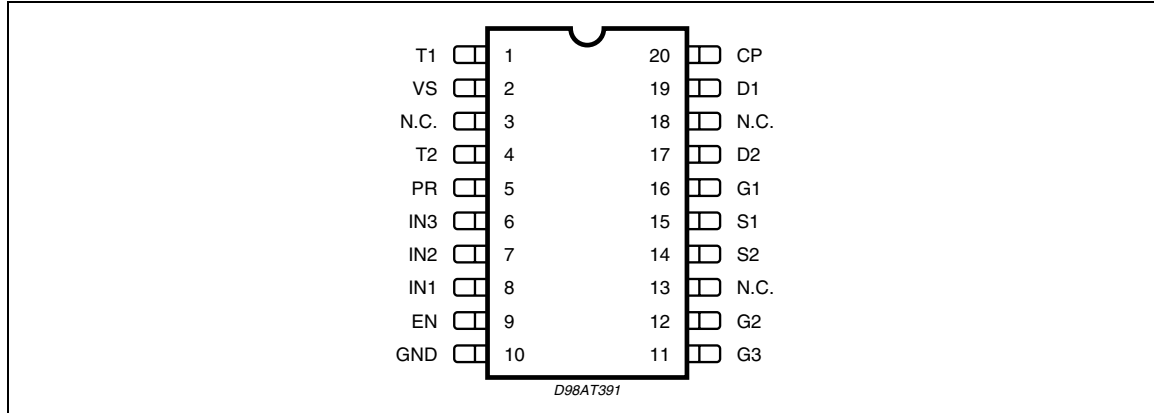 T1 1 20 CP
VS 2 19 D1
N.C. 3 18 N.C.
T2 4 17 D2
PR 5 16 G1
IN3 6 15 S1
IN2 7 14 S2
IN1 8 13 N.C.
EN 9 12 G2
GND 10 11 G3
D98AT391